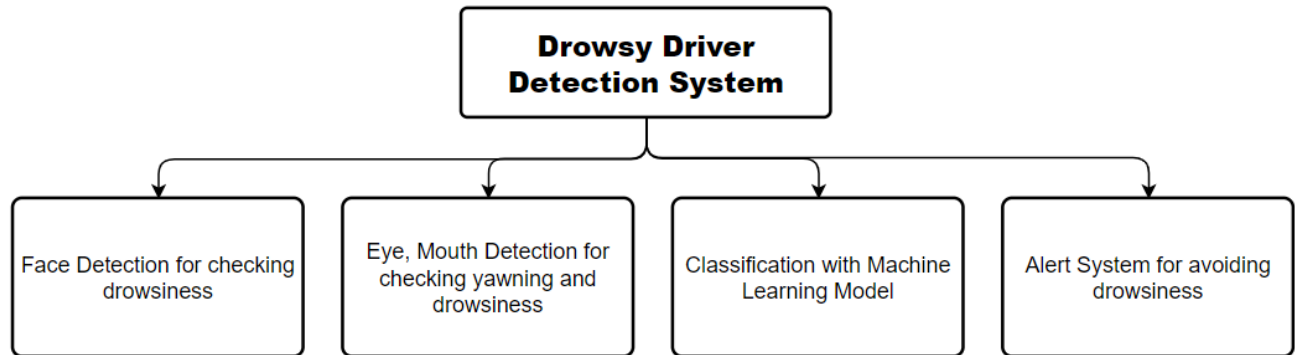 Drowsy Driver
Detection System
Face Detection for checking
drowsiness
Eye, Mouth Detection for
checking yawning and
drowsiness
Classification with Machine
Learning Model
Alert System for avoiding
drowsiness